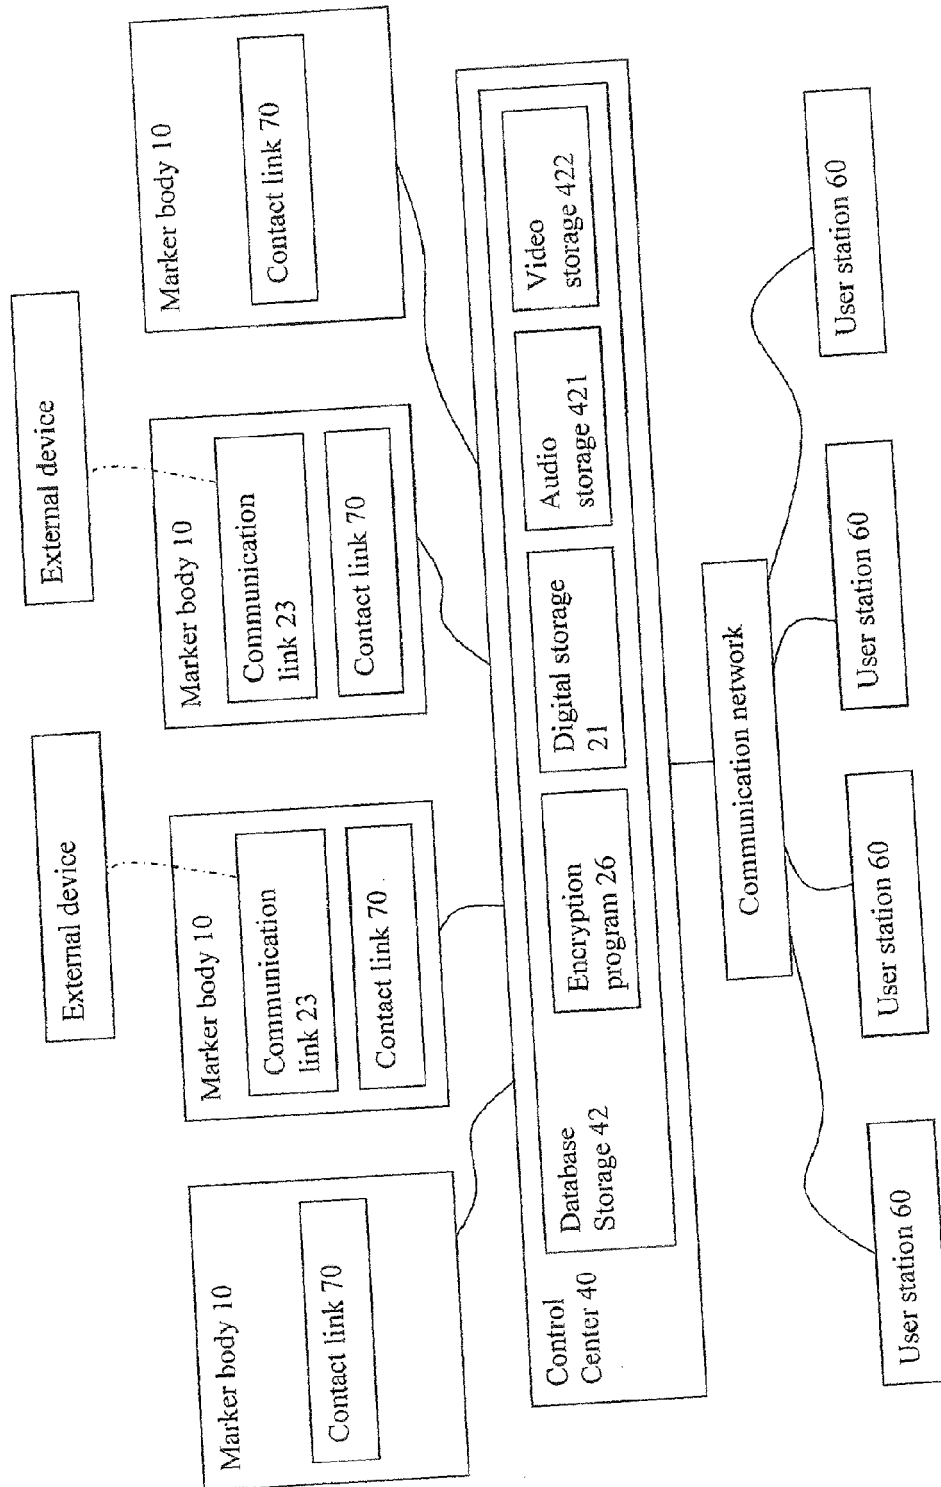 External device
External device
Marker body 10
Contact link 70
Marker body 10
Communication
link 23
Contact link 70
Marker body 10
Communication
link 23
Contact link 70
Marker body 10
Contact link 70
Control
Center 40
Database
Storage 42
Encryption
program 26
Digital storage
21
Audio
storage 421
Video
storage 422
Communication network
User station 60
User station 60
User station 60
User station 60